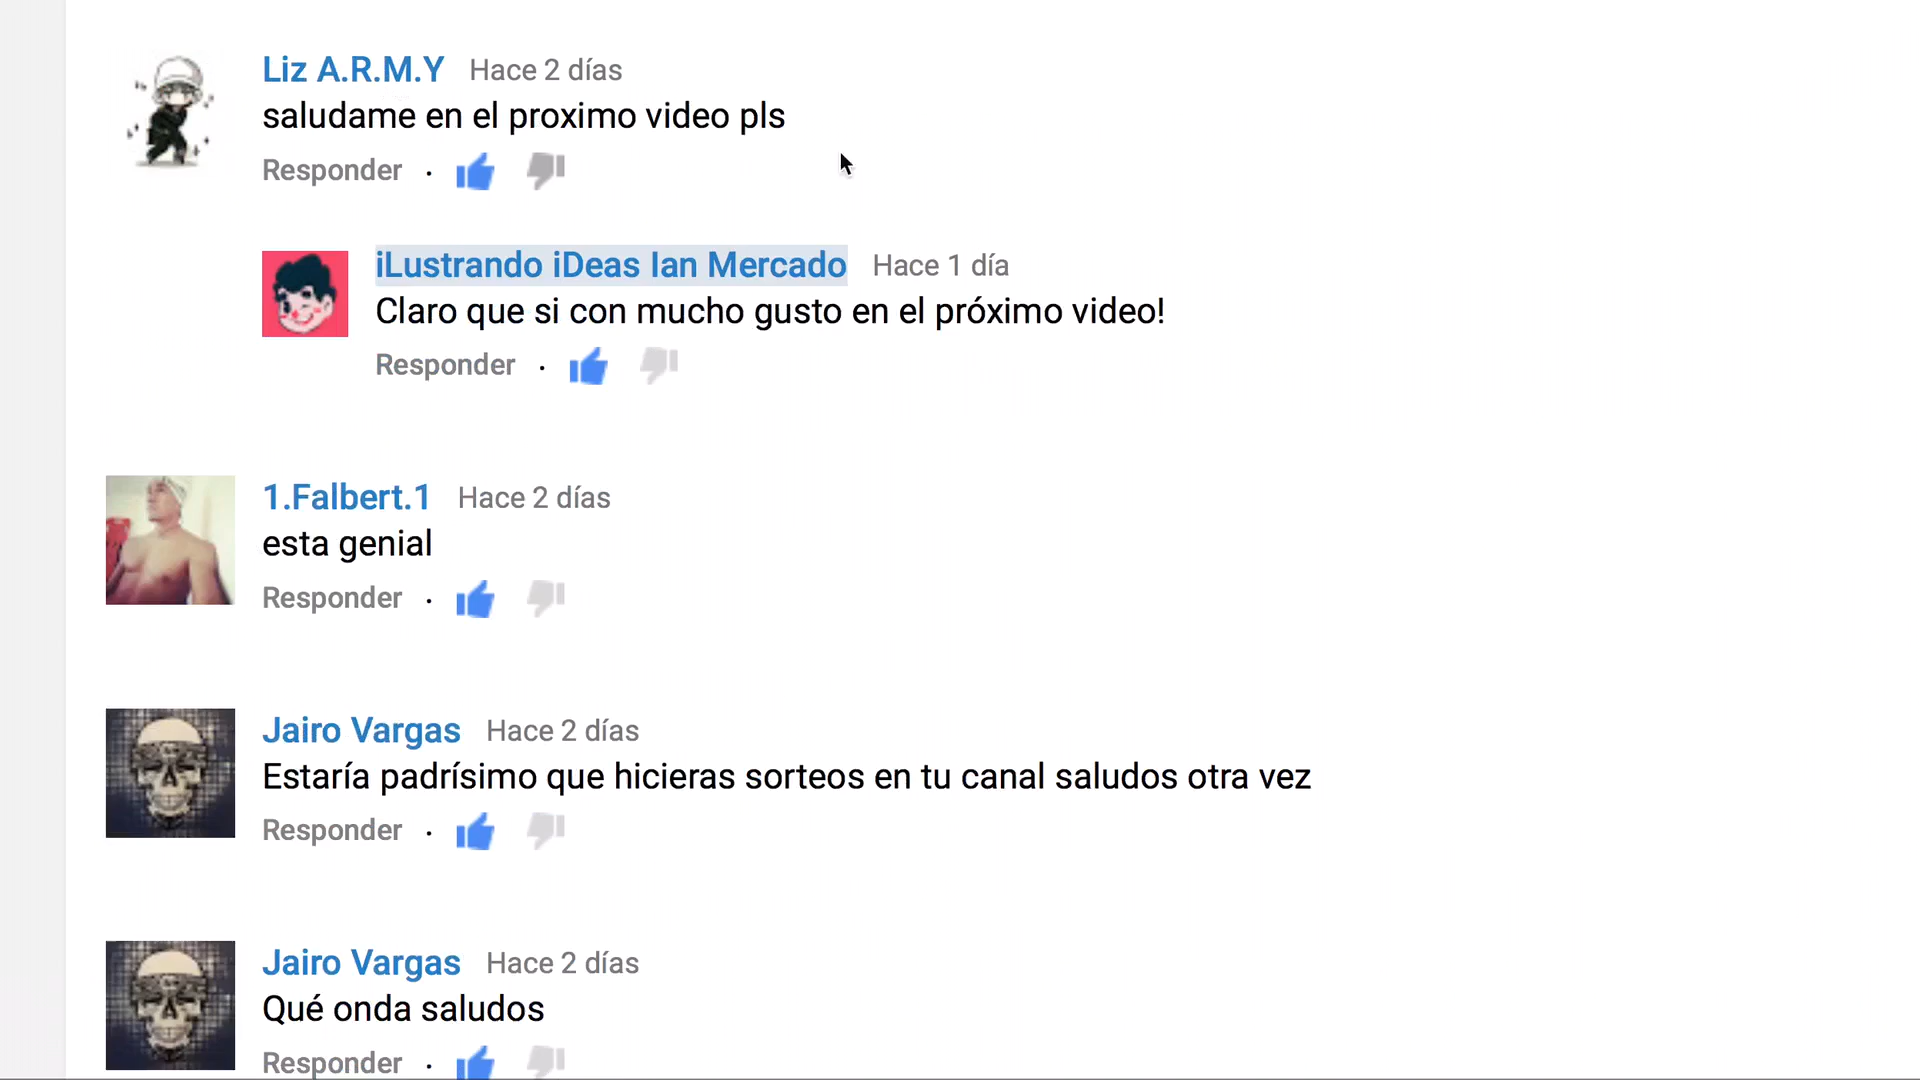 Liz A.R.M.Y Hace 2 días
saludame en el proximo video pls
Responder ·
iLustrando iDeas Ian Mercado Hace 1 día
Claro que si con mucho gusto en el próximo video!
Responder ·
1.Falbert.1 Hace 2 días
esta genial
Responder ·
Jairo Vargas Hace 2 días
Estaría padrísimo que hicieras sorteos en tu canal saludos otra vez
Responder ·
Jairo Vargas Hace 2 días
Qué onda saludos
Responder ·